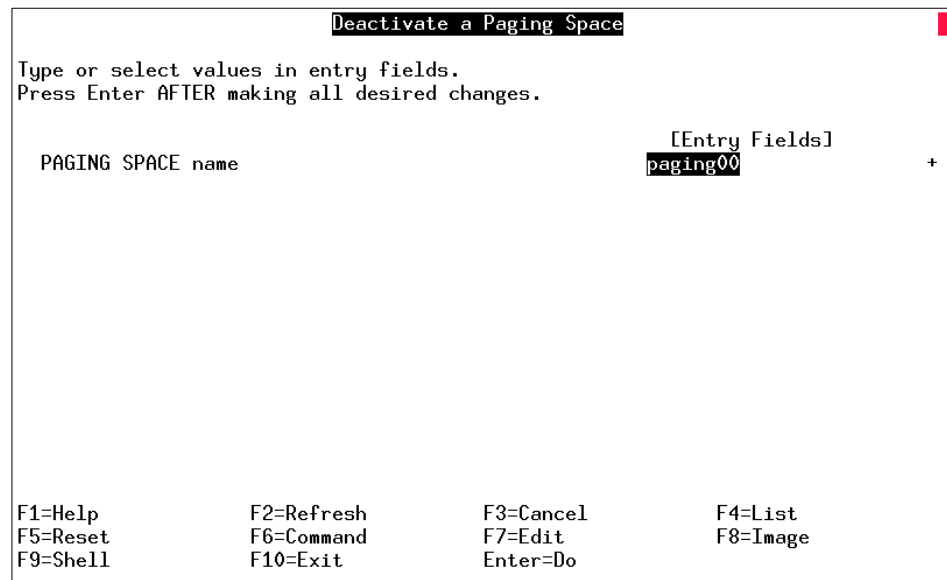 Deactivate a Paging Space
Type or select values in entry fields.
Press Enter AFTER making all desired changes.
[Entry Fields]
PAGING SPACE name paging00 +
F1=Help F2=Refresh F3=Cancel F4=List
F5=Reset F6=Command F7=Edit F8=Image
F9=Shell F10=Exit Enter=Do